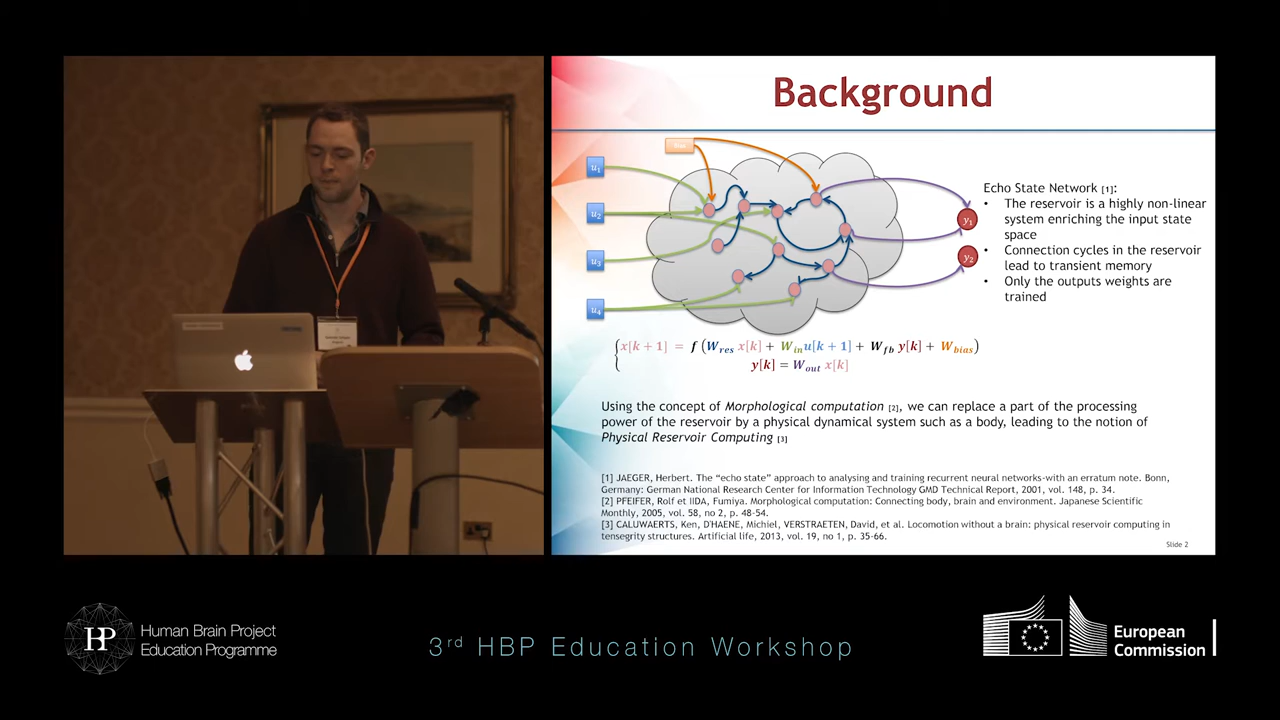 Background
Bias
u₁
u₂
u₃
u₄
y₁
y₂
Echo State Network [1]:
• The reservoir is a highly non-linear
system enriching the input state
space
• Connection cycles in the reservoir
lead to transient memory
• Only the outputs weights are
trained
x[k + 1] = f (W_res x[k] + W_in u[k + 1] + W_fb y[k] + W_bias)
y[k] = W_out x[k]
Using the concept of Morphological computation [2], we can replace a part of the processing
power of the reservoir by a physical dynamical system such as a body, leading to the notion of
Physical Reservoir Computing [3]
[1] JAEGER, Herbert. The “echo state” approach to analysing and training recurrent neural networks-with an erratum note. Bonn,
Germany: German National Research Center for Information Technology GMD Technical Report, 2001, vol. 148, p. 34.
[2] PFEIFER, Rolf et IIDA, Fumiya. Morphological computation: Connecting body, brain and environment. Japanese Scientific
Monthly, 2005, vol. 58, no 2, p. 48-54.
[3] CALUWAERTS, Ken, D'HAENE, Michiel, VERSTRAETEN, David, et al. Locomotion without a brain: physical reservoir computing in
tensegrity structures. Artificial life, 2013, vol. 19, no 1, p. 35-66.
Slide 2
HP
Human Brain Project
Education Programme
3rd HBP Education Workshop
European
Commission